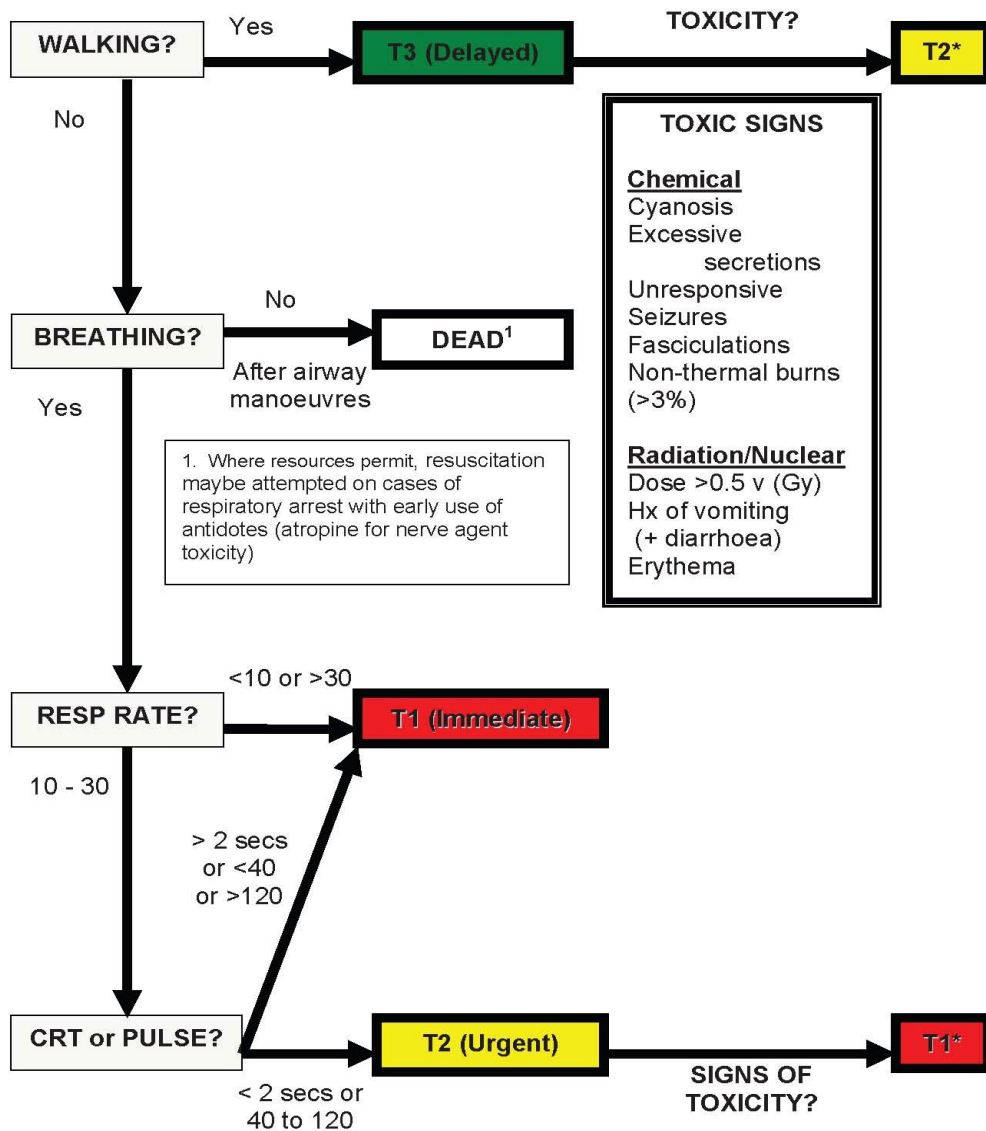 WALKING?
Yes
T3 (Delayed)
TOXICITY?
T2*
No
TOXIC SIGNS
Chemical
Cyanosis
Excessive
secretions
Unresponsive
Seizures
Fasciculations
Non-thermal burns
(>3%)
Radiation/Nuclear
Dose >0.5 v (Gy)
Hx of vomiting
(+ diarrhoea)
Erythema
BREATHING?
No
After airway
manoeuvres
DEAD1
Yes
1. Where resources permit, resuscitation
maybe attempted on cases of
respiratory arrest with early use of
antidotes (atropine for nerve agent
toxicity)
RESP RATE?
<10 or >30
T1 (Immediate)
10 - 30
> 2 secs
or <40
or >120
CRT or PULSE?
< 2 secs or
40 to 120
T2 (Urgent)
SIGNS OF
TOXICITY?
T1*